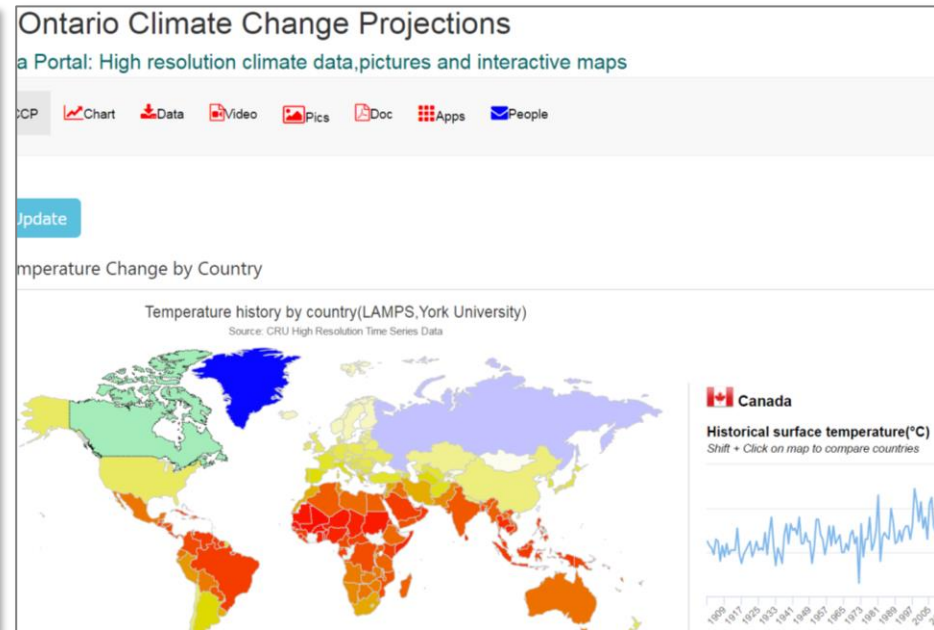 Ontario Climate Change Projections
a Portal: High resolution climate data,pictures and interactive maps
CCP Chart Data Video Pics Doc Apps People
Update
mperature Change by Country
Temperature history by country(LAMPS,York University)
Source: CRU High Resolution Time Series Data
Canada
Historical surface temperature(°C)
Shift + Click on map to compare countries
1909 1917 1925 1933 1941 1949 1957 1965 1973 1981 1989 1997 2005